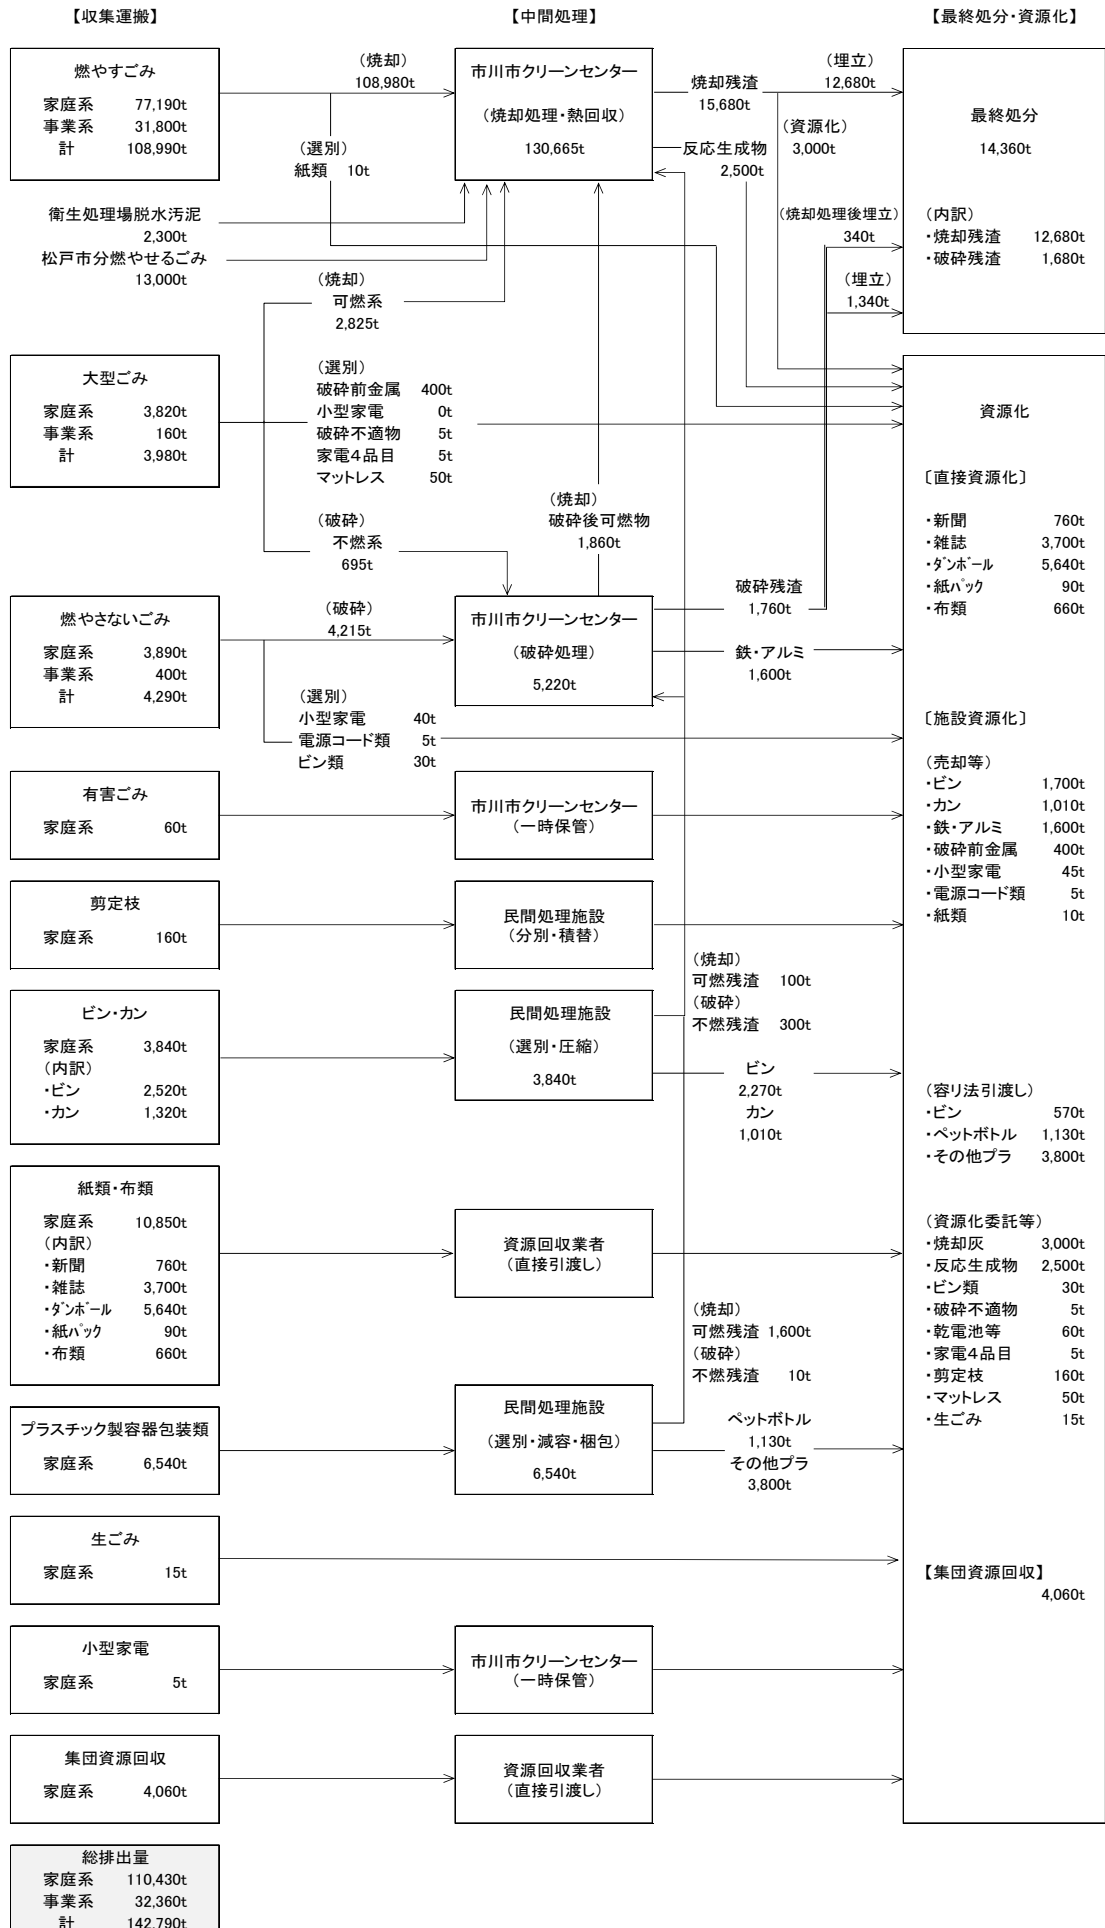 【収集運搬】
【中間処理】
【最終処分・資源化】
燃やすごみ
家庭系 77,190t
事業系 31,800t
計 108,990t
（焼却）
108,980t
（選別）
紙類 10t
市川市クリーンセンター
（焼却処理・熱回収）
130,665t
焼却残渣
15,680t
（埋立）
12,680t
（資源化）
3,000t
反応生成物
2,500t
最終処分
14,360t
（内訳）
・焼却残渣 12,680t
・破砕残渣 1,680t
衛生処理場脱水汚泥
2,300t
松戸市分燃やせるごみ
13,000t
（焼却処理後埋立）
340t
（埋立）
1,340t
（焼却）
可燃系
2,825t
大型ごみ
家庭系 3,820t
事業系 160t
計 3,980t
（選別）
破砕前金属 400t
小型家電 0t
破砕不適物 5t
家電４品目 5t
マットレス 50t
（破砕）
不燃系
695t
（焼却）
破砕後可燃物
1,860t
燃やさないごみ
家庭系 3,890t
事業系 400t
計 4,290t
（破砕）
4,215t
（選別）
小型家電 40t
電源コード類 5t
ビン類 30t
市川市クリーンセンター
（破砕処理）
5,220t
破砕残渣
1,760t
鉄・アルミ
1,600t
資源化
〔直接資源化〕
・新聞 760t
・雑誌 3,700t
・ﾀﾞﾝﾎﾞｰﾙ 5,640t
・紙ﾊﾟｯｸ 90t
・布類 660t
〔施設資源化〕
（売却等）
・ビン 1,700t
・カン 1,010t
・鉄・アルミ 1,600t
・破砕前金属 400t
・小型家電 45t
・電源コード類 5t
・紙類 10t
有害ごみ
家庭系 60t
市川市クリーンセンター
（一時保管）
剪定枝
家庭系 160t
民間処理施設
（分別・積替）
（焼却）
可燃残渣 100t
（破砕）
不燃残渣 300t
ビン・カン
家庭系 3,840t
（内訳）
・ビン 2,520t
・カン 1,320t
民間処理施設
（選別・圧縮）
3,840t
ビン
2,270t
カン
1,010t
（容リ法引渡し）
・ビン 570t
・ペットボトル 1,130t
・その他プラ 3,800t
紙類・布類
家庭系 10,850t
（内訳）
・新聞 760t
・雑誌 3,700t
・ﾀﾞﾝﾎﾞｰﾙ 5,640t
・紙ﾊﾟｯｸ 90t
・布類 660t
資源回収業者
（直接引渡し）
（資源化委託等）
・焼却灰 3,000t
・反応生成物 2,500t
・ビン類 30t
・破砕不適物 5t
・乾電池等 60t
・家電４品目 5t
・剪定枝 160t
・マットレス 50t
・生ごみ 15t
（焼却）
可燃残渣 1,600t
（破砕）
不燃残渣 10t
プラスチック製容器包装類
家庭系 6,540t
民間処理施設
（選別・減容・梱包）
6,540t
ペットボトル
1,130t
その他プラ
3,800t
生ごみ
家庭系 15t
【集団資源回収】
4,060t
小型家電
家庭系 5t
市川市クリーンセンター
（一時保管）
集団資源回収
家庭系 4,060t
資源回収業者
（直接引渡し）
総排出量
家庭系 110,430t
事業系 32,360t
計 142,790t